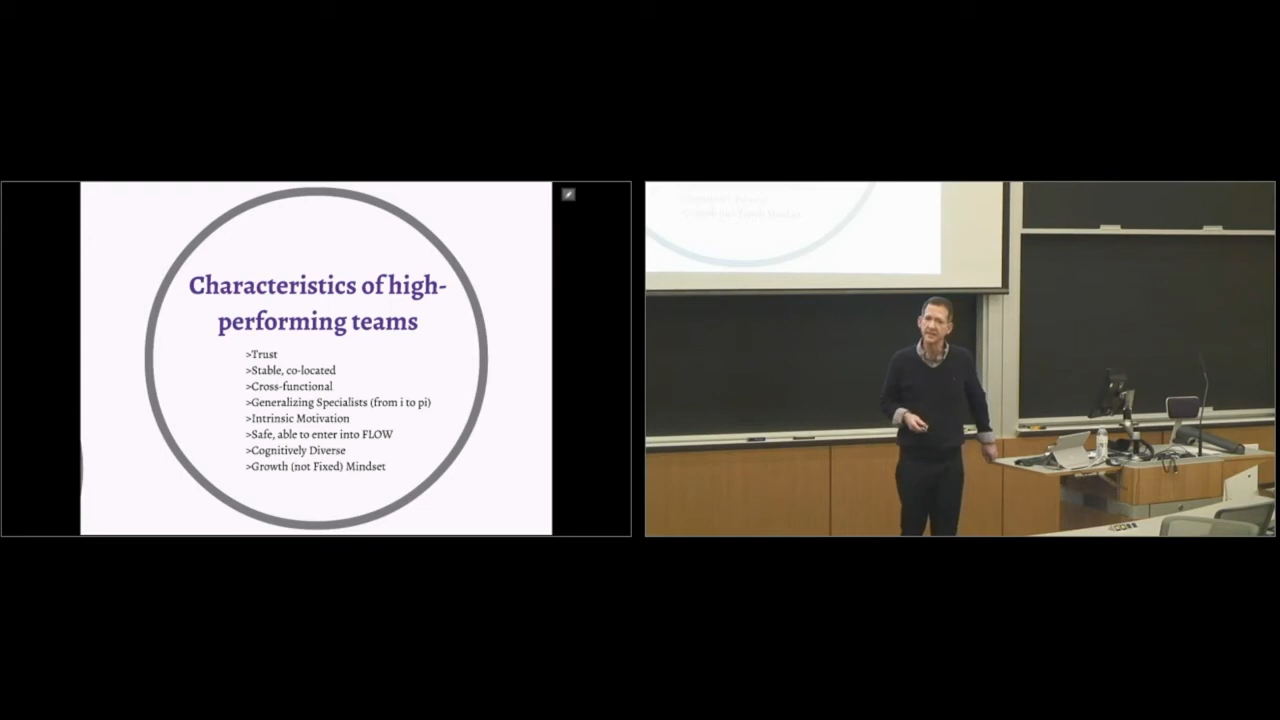 Characteristics of high-
performing teams
>Trust
>Stable, co-located
>Cross-functional
>Generalizing Specialists (from i to pi)
>Intrinsic Motivation
>Safe, able to enter into FLOW
>Cognitively Diverse
>Growth (not Fixed) Mindset